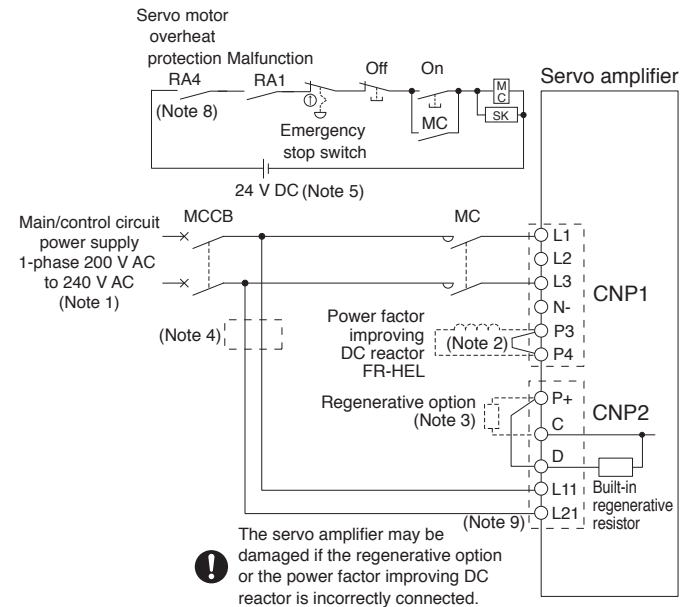 Servo motor
overheat
protection Malfunction
RA4
RA1
Off
On
(Note 8)
M
C
SK
MC
Emergency
stop switch
24 V DC (Note 5)
Servo amplifier
Main/control circuit
power supply
1-phase 200 V AC
to 240 V AC
(Note 1)
MCCB
MC
L1
L2
L3
N-
P3
P4
CNP1
(Note 4)
Power factor
improving
DC reactor
FR-HEL
(Note 2)
Regenerative option
(Note 3)
P+
C
D
L11
L21
CNP2
Built-in
regenerative
resistor
(Note 9)
The servo amplifier may be
damaged if the regenerative option
or the power factor improving DC
reactor is incorrectly connected.